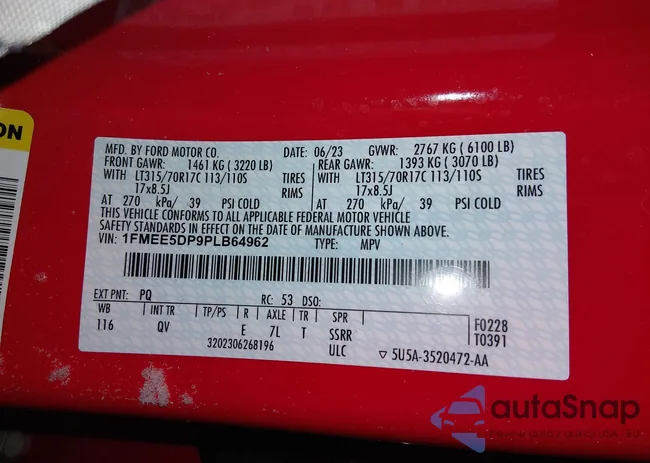 ON
MFD. BY FORD MOTOR CO. DATE: 06/23 GVWR: 2767 KG (6100 LB)
FRONT GAWR: 1461 KG (3220 LB) REAR GAWR: 1393 KG (3070 LB)
WITH LT315/70R17C 113/110S TIRES WITH LT315/70R17C 113/110S TIRES
17x8.5J RIMS 17x8.5J RIMS
AT 270 kPa/ 39 PSI COLD AT 270 kPa/ 39 PSI COLD
THIS VEHICLE CONFORMS TO ALL APPLICABLE FEDERAL MOTOR VEHICLE
SAFETY STANDARDS IN EFFECT ON THE DATE OF MANUFACTURE SHOWN ABOVE.
VIN: 1FMEE5DP9PLB64962 TYPE: MPV
EXT PNT: PQ RC: 53 DSO:
WB INT TR TP/PS R AXLE TR SPR F0228
116 QV E 7L T SSRR T0391
3202306268196 ULC ▽ 5U5A-3520472-AA
autaSnap